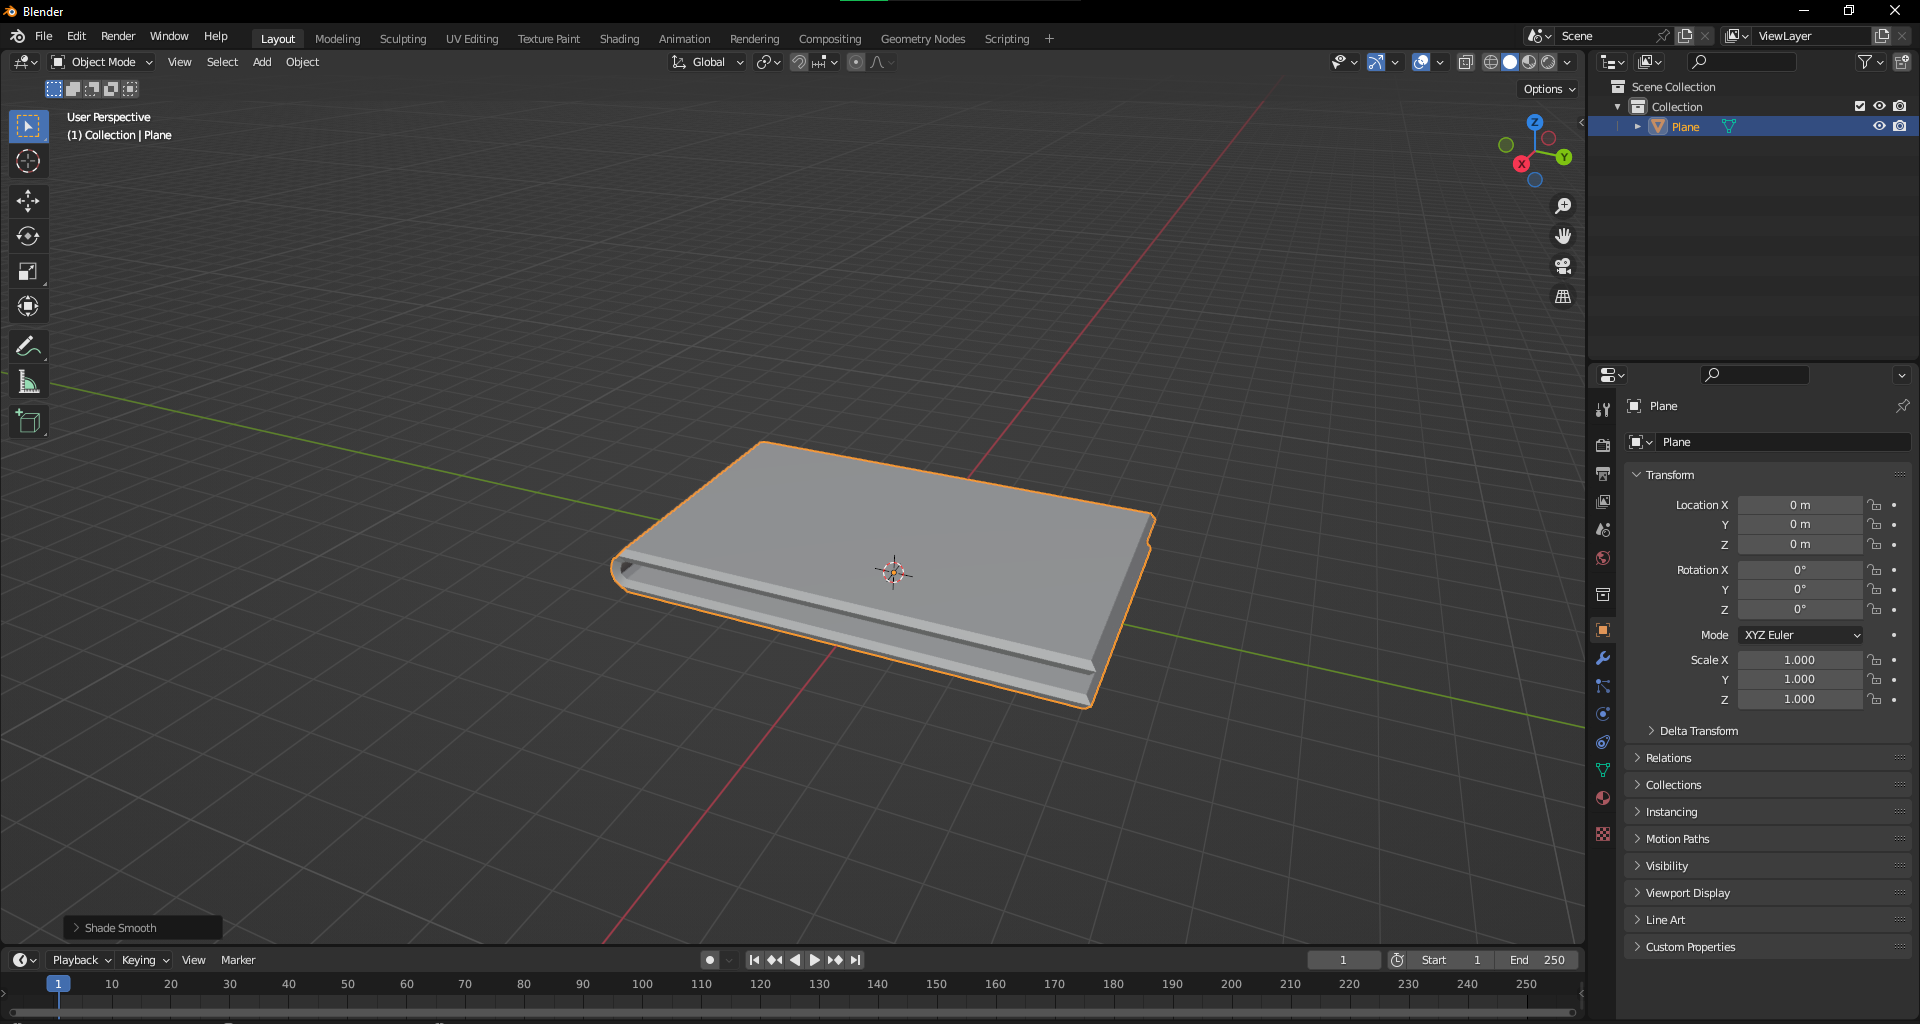 Blender
File Edit Render Window Help Layout Modeling Sculpting UV Editing Texture Paint Shading Animation Rendering Compositing Geometry Nodes Scripting + Scene ViewLayer
Object Mode View Select Add Object Global
Options
User Perspective
(1) Collection | Plane
Z
Y
X
Scene Collection
Collection
Plane
Plane
Plane
Transform
Location X 0 m
Y 0 m
Z 0 m
Rotation X 0°
Y 0°
Z 0°
Mode XYZ Euler
Scale X 1.000
Y 1.000
Z 1.000
Delta Transform
Relations
Collections
Instancing
Motion Paths
Visibility
Viewport Display
Line Art
Custom Properties
Shade Smooth
Playback Keying View Marker 1 Start 1 End 250
1 10 20 30 40 50 60 70 80 90 100 110 120 130 140 150 160 170 180 190 200 210 220 230 240 250